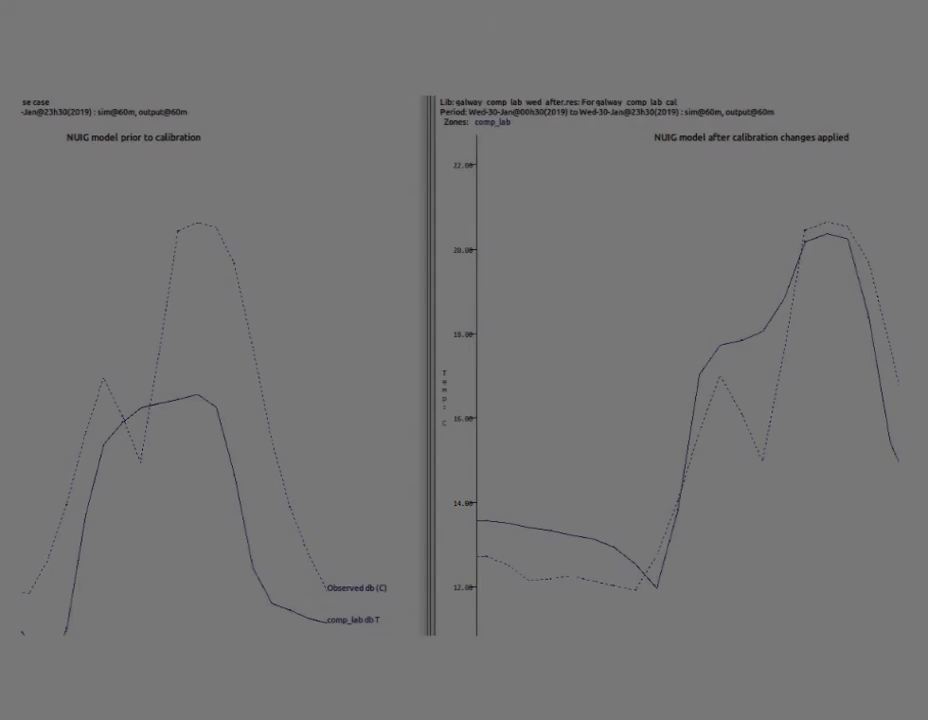 se case
-Jan@23h30(2019) : sim@60m, output@60m
NUIG model prior to calibration
Observed db (C)
comp_lab db T
Lib: galway comp lab wed after.res: For galway comp lab cal
Period: Wed-30-Jan@00h30(2019) to Wed-30-Jan@23h30(2019) : sim@60m, output@60m
Zones: comp_lab
NUIG model after calibration changes applied
22.00
20.00
18.00
Temp: C
16.00
14.00
12.00